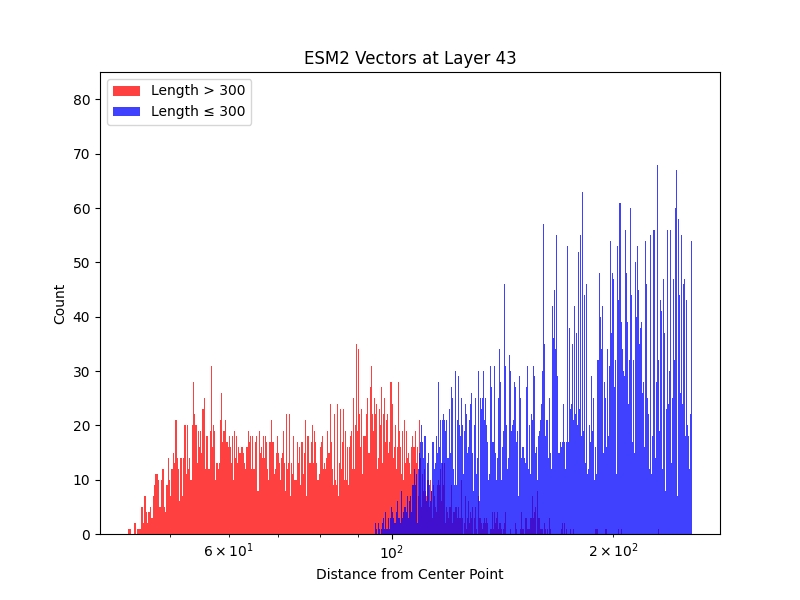 ESM2 Vectors at Layer 43
Length > 300
Length ≤ 300
80
70
60
50
40
30
20
10
0
Count
6 × 10¹
10²
2 × 10²
Distance from Center Point